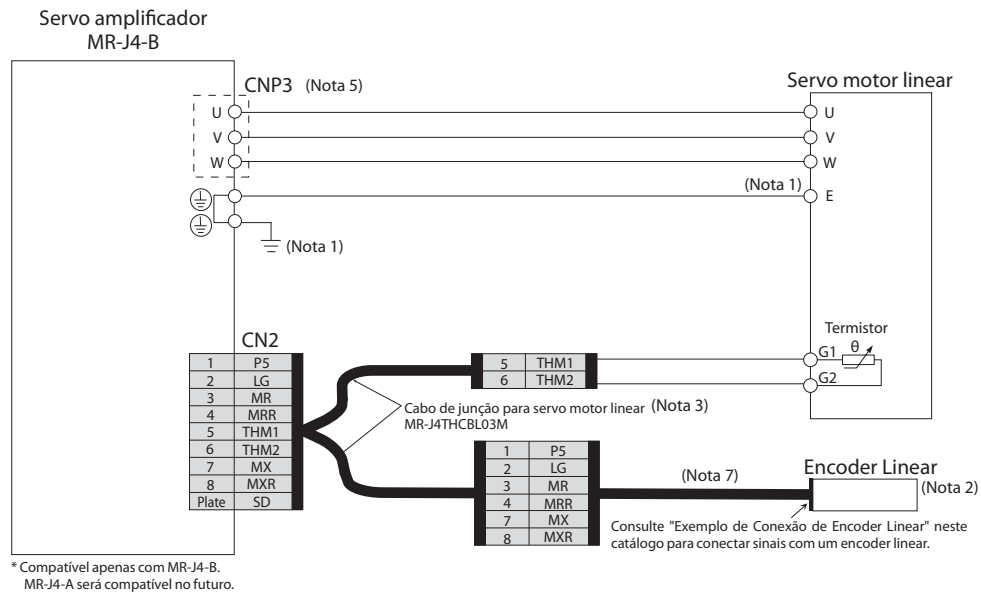 Servo amplificador
MR-J4-B
CNP3 (Nota 5)
Servo motor linear
U
U
V
V
W
W
(Nota 1)
E
(Nota 1)
Termistor
θ
G1
G2
CN2
1 P5
2 LG
3 MR
4 MRR
5 THM1
6 THM2
7 MX
8 MXR
Plate SD
5 THM1
6 THM2
Cabo de junção para servo motor linear (Nota 3)
MR-J4THCBL03M
1 P5
2 LG
3 MR
4 MRR
7 MX
8 MXR
(Nota 7)
Encoder Linear
(Nota 2)
Consulte "Exemplo de Conexão de Encoder Linear" neste
catálogo para conectar sinais com um encoder linear.
* Compatível apenas com MR-J4-B.
MR-J4-A será compatível no futuro.